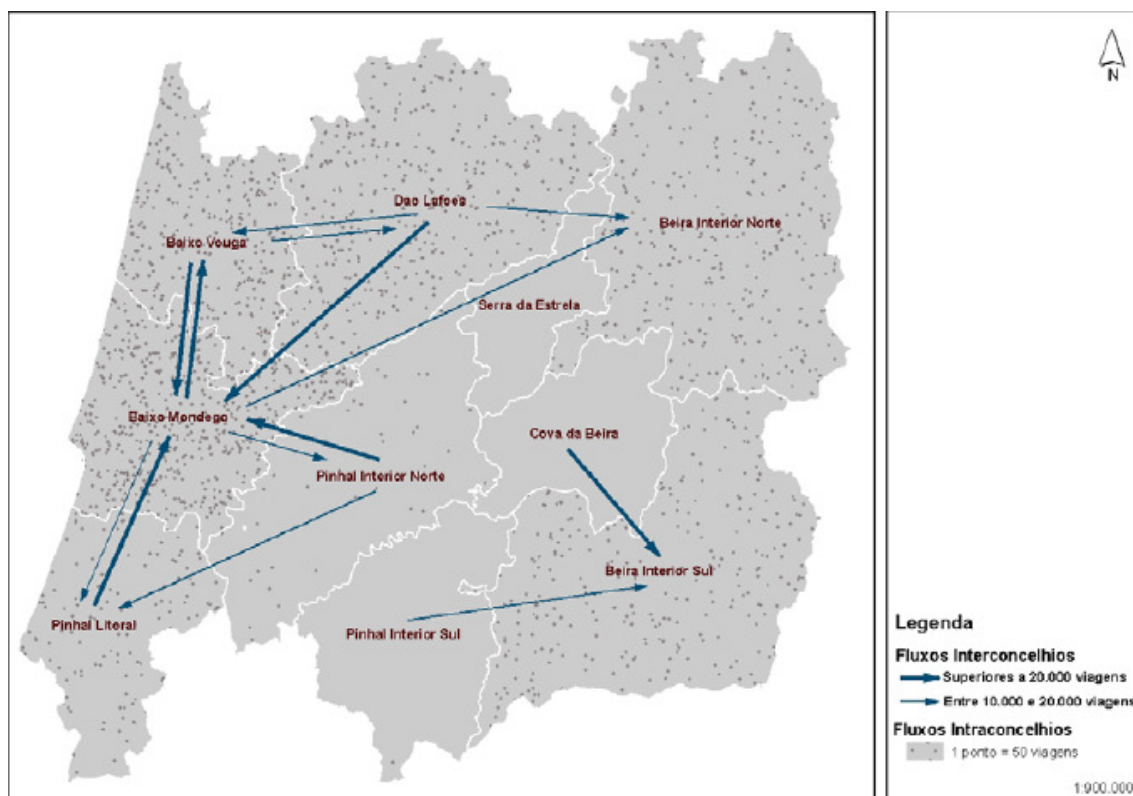 N
Dao Lafoes
Baixo Vouga
Beira Interior Norte
Serra da Estrela
Baixo Mondego
Cova da Beira
Pinhal Interior Norte
Beira Interior Sul
Pinhal Literal
Pinhal Interior Sul
Legenda
Fluxos Interconcelhios
Superiores a 20.000 viagens
Entre 10.000 e 20.000 viagens
Fluxos Intraconcelhios
1 ponto = 50 viagens
1:900.000